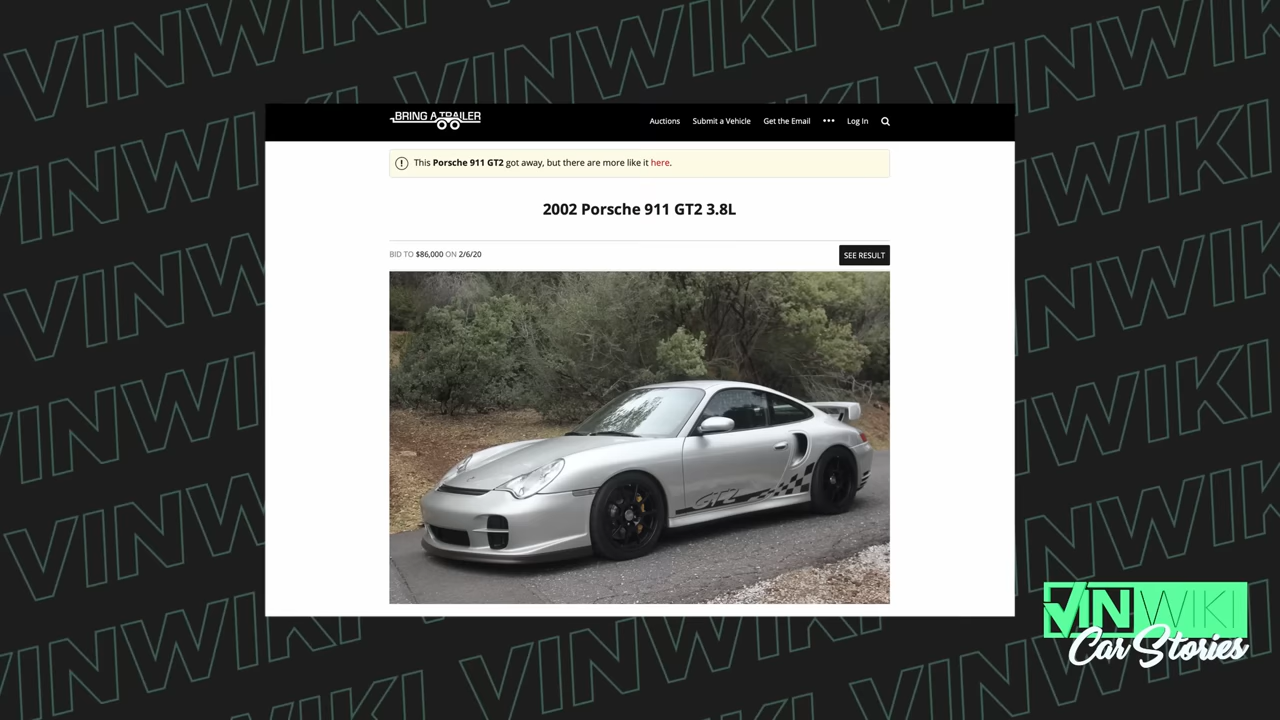 BRING A TRAILER
Auctions Submit a Vehicle Get the Email ••• Log In
This Porsche 911 GT2 got away, but there are more like it here.
2002 Porsche 911 GT2 3.8L
BID TO $86,000 ON 2/6/20
SEE RESULT
GT2
VINWIKI
Car Stories